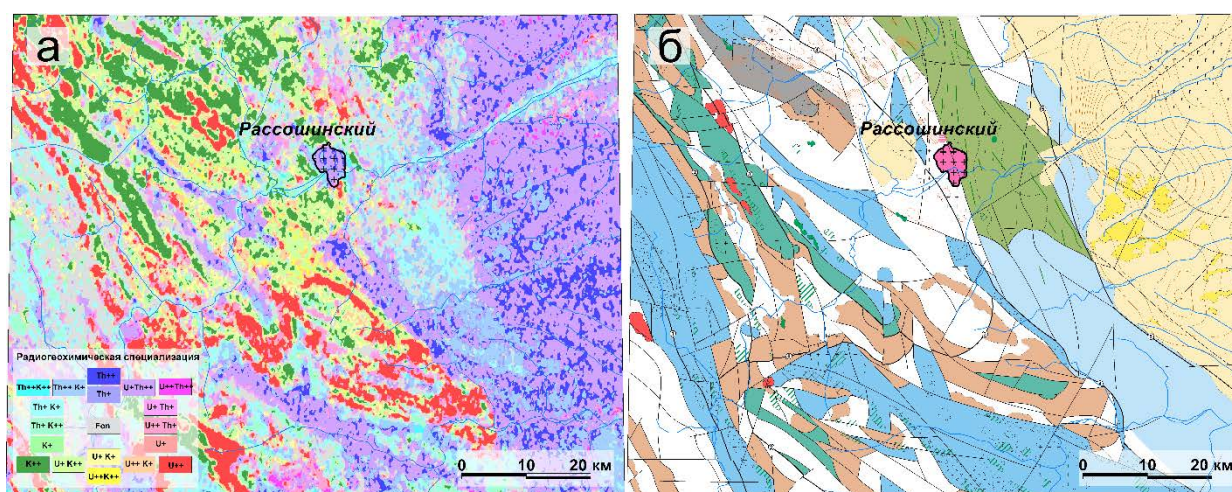 а
б
Рассошинский
Рассошинский
Радиогеохимическая специализация
Th++
Th++K++ Th++ K+ U+Th++ U++Th++
Th+
Th+ K+ U+ Th+
Th+ K++ Fon U++ Th+
K+ U+
U+ K+
K++ U+ K++ U++ K+ U++
U++K++
0 10 20 км
0 10 20 км